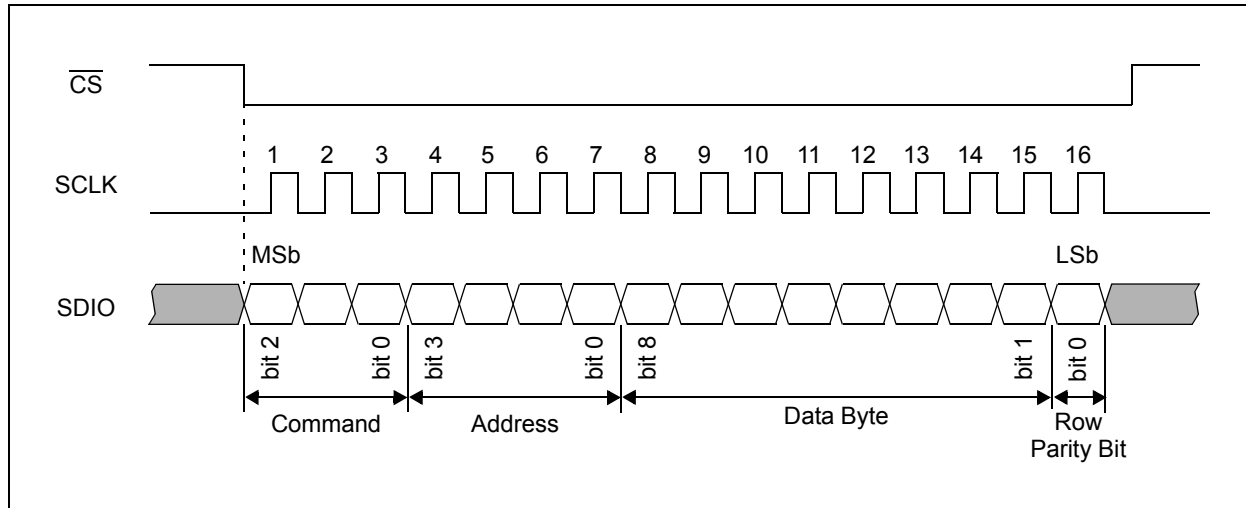 CS
1 2 3 4 5 6 7 8 9 10 11 12 13 14 15 16
SCLK
MSb LSb
SDIO
bit 2 bit 0 bit 3 bit 0 bit 8 bit 1 bit 0
Command Address Data Byte Row
Parity Bit